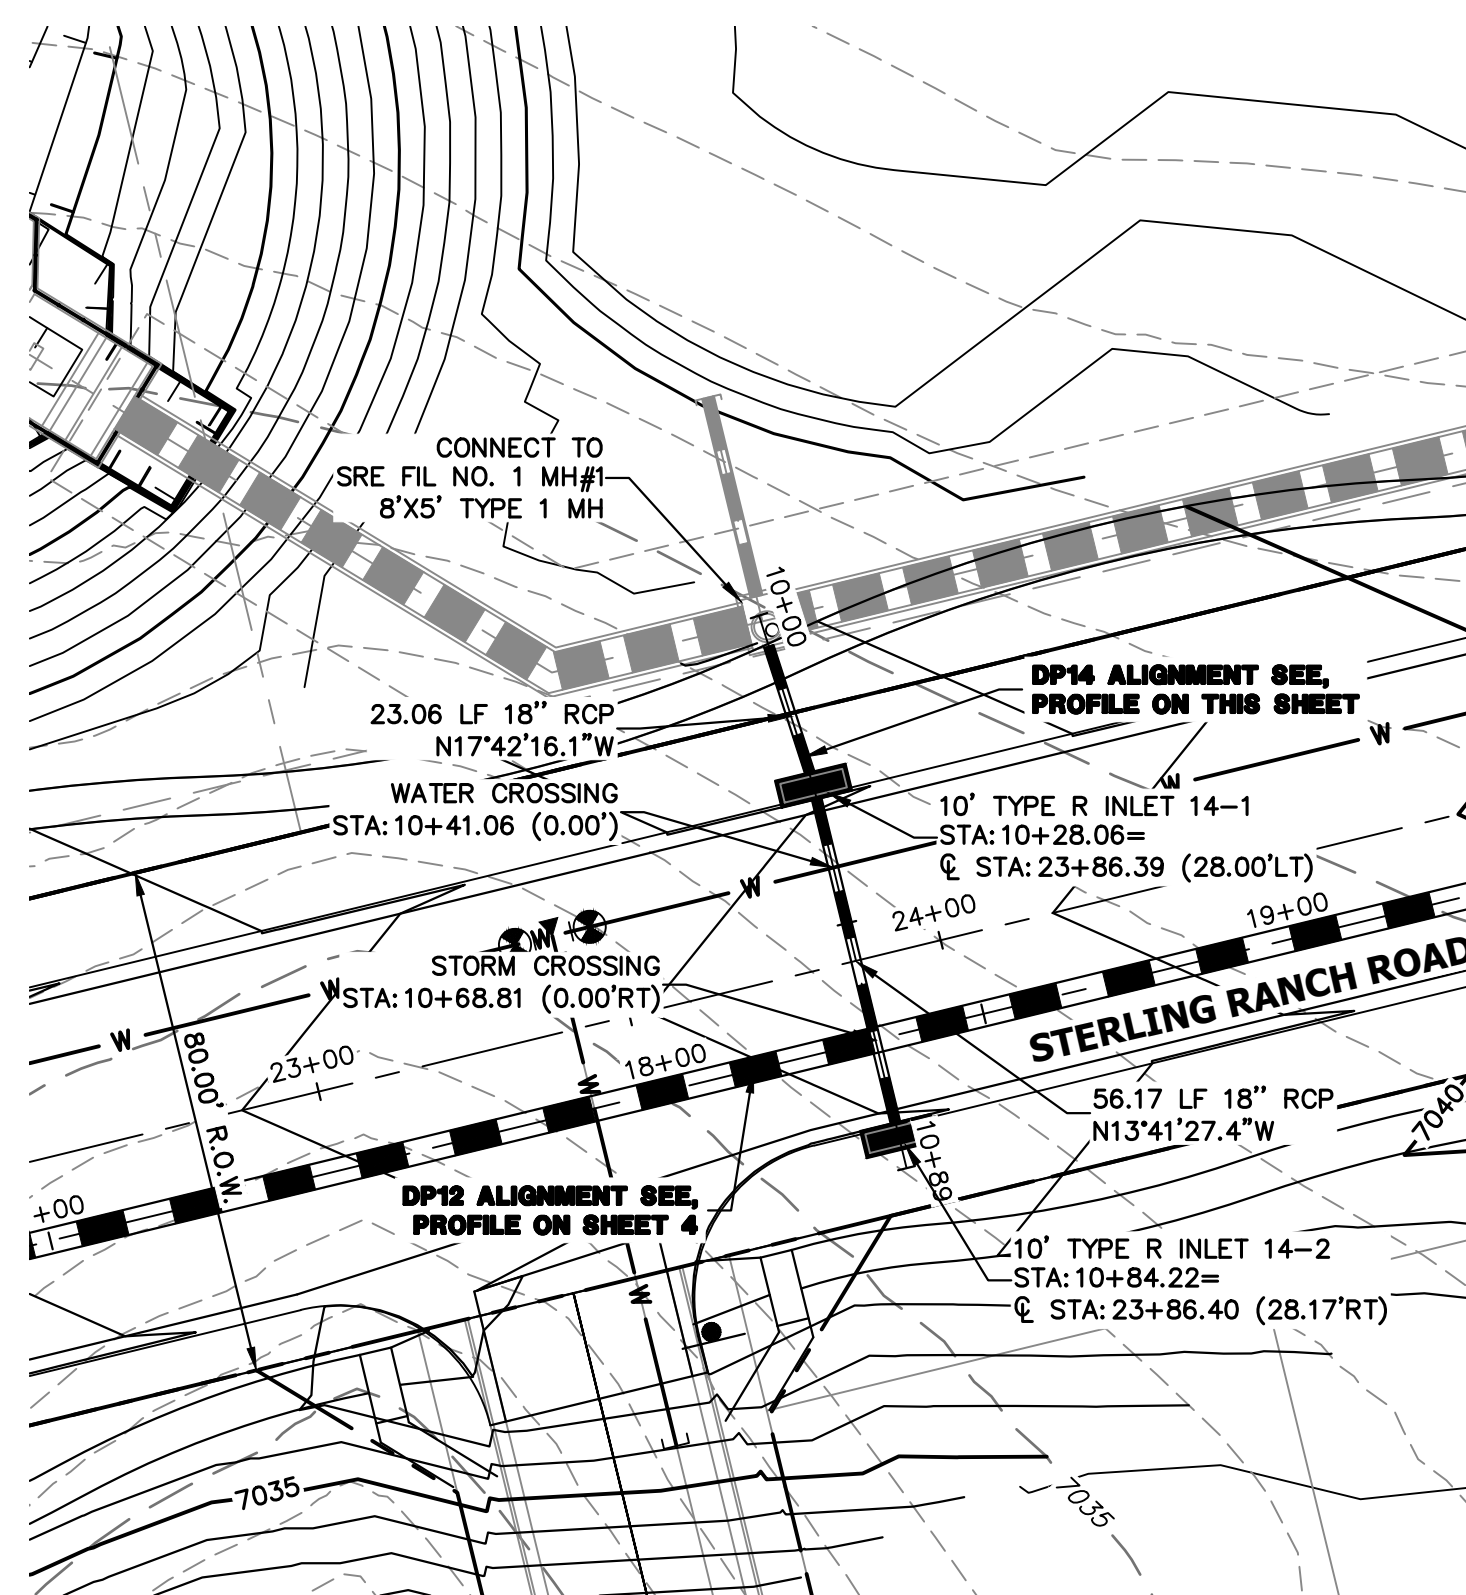 CONNECT TO
SRE FIL NO. 1 MH#1
8'X5' TYPE 1 MH
10+00
DP14 ALIGNMENT SEE,
PROFILE ON THIS SHEET
23.06 LF 18" RCP
N17°42'16.1"W
W
W
WATER CROSSING
STA:10+41.06 (0.00')
10' TYPE R INLET 14-1
STA:10+28.06=
℄ STA:23+86.39 (28.00'LT)
W
24+00
19+00
W
STORM CROSSING
STA:10+68.81 (0.00'RT)
STERLING RANCH ROAD
W
W
80.00' R.O.W.
23+00
18+00
W
56.17 LF 18" RCP
N13°41'27.4"W
7040
10+89
+00
DP12 ALIGNMENT SEE,
PROFILE ON SHEET 4
10' TYPE R INLET 14-2
STA:10+84.22=
℄ STA:23+86.40 (28.17'RT)
W
7035
7035